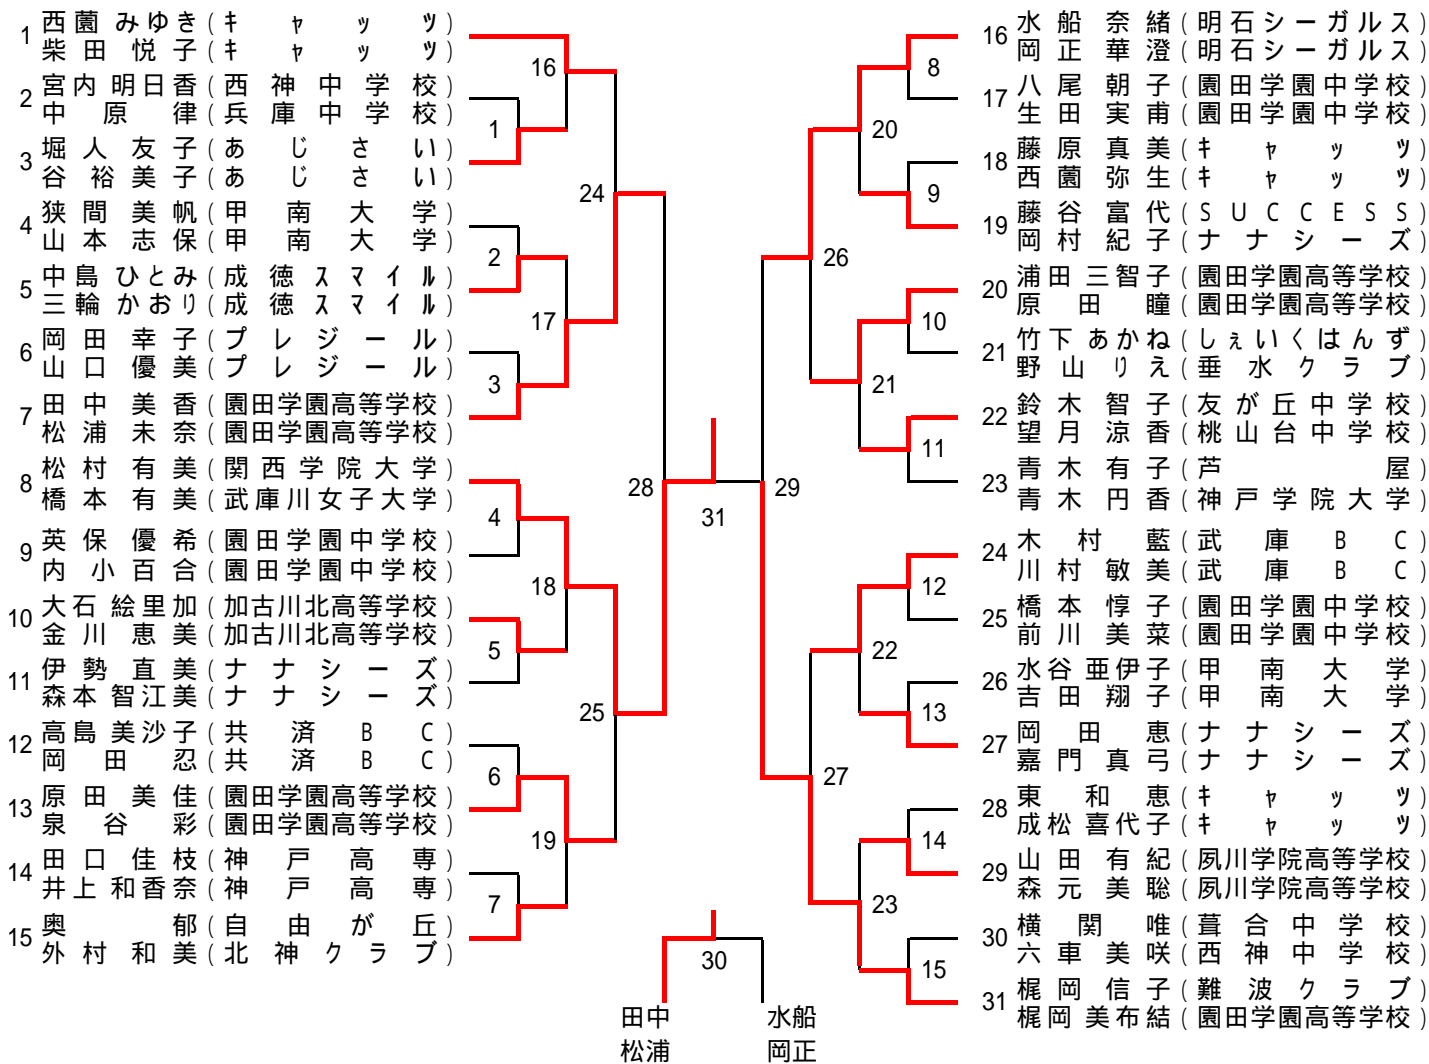 1 西薗 みゆき (キャッツ)
柴田 悦子 (キャッツ)
2 宮内 明日香 (西神中学校)
中原 律 (兵庫中学校)
3 堀人 友子 (あじさい)
谷 裕美子 (あじさい)
4 狭間 美帆 (甲南大学)
山本 志保 (甲南大学)
5 中島 ひとみ (成徳スマイル)
三輪 かおり (成徳スマイル)
6 岡田 幸子 (プレジール)
山口 優美 (プレジール)
7 田中 美香 (園田学園高等学校)
松浦 未奈 (園田学園高等学校)
8 松村 有美 (関西学院大学)
橋本 有美 (武庫川女子大学)
9 英保 優希 (園田学園中学校)
内 小百合 (園田学園中学校)
10 大石 絵里加 (加古川北高等学校)
金川 恵美 (加古川北高等学校)
11 伊勢 直美 (ナナシーズ)
森本 智江美 (ナナシーズ)
12 高島 美沙子 (共済BC)
岡田 忍 (共済BC)
13 原田 美佳 (園田学園高等学校)
泉谷 彩 (園田学園高等学校)
14 田口 佳枝 (神戸高専)
井上 和香奈 (神戸高専)
15 奥 郁 (自由が丘)
外村 和美 (北神クラブ)
16
1
24
2
17
3
28
4
18
5
25
6
19
7
31
30
田中 水船
松浦 岡正
29
8
20
9
26
10
21
11
12
22
13
27
14
23
15
16 水船 奈緒 (明石シーガルス)
岡正 華澄 (明石シーガルス)
17 八尾 朝子 (園田学園中学校)
生田 実甫 (園田学園中学校)
18 藤原 真美 (キャッツ)
西薗 弥生 (キャッツ)
19 藤谷 富代 (SUCCESS)
岡村 紀子 (ナナシーズ)
20 浦田 三智子 (園田学園高等学校)
原田 瞳 (園田学園高等学校)
21 竹下 あかね (しぇいくはんず)
野山 りえ (垂水クラブ)
22 鈴木 智子 (友が丘中学校)
望月 涼香 (桃山台中学校)
23 青木 有子 (芦屋)
青木 円香 (神戸学院大学)
24 木村 藍 (武庫BC)
川村 敏美 (武庫BC)
25 橋本 惇子 (園田学園中学校)
前川 美菜 (園田学園中学校)
26 水谷 亜伊子 (甲南大学)
吉田 翔子 (甲南大学)
27 岡田 恵 (ナナシーズ)
嘉門 真弓 (ナナシーズ)
28 東 和恵 (キャッツ)
成松 喜代子 (キャッツ)
29 山田 有紀 (夙川学院高等学校)
森元 美聡 (夙川学院高等学校)
30 横関 唯 (葺合中学校)
六車 美咲 (西神中学校)
31 梶岡 信子 (難波クラブ)
梶岡 美布結 (園田学園高等学校)